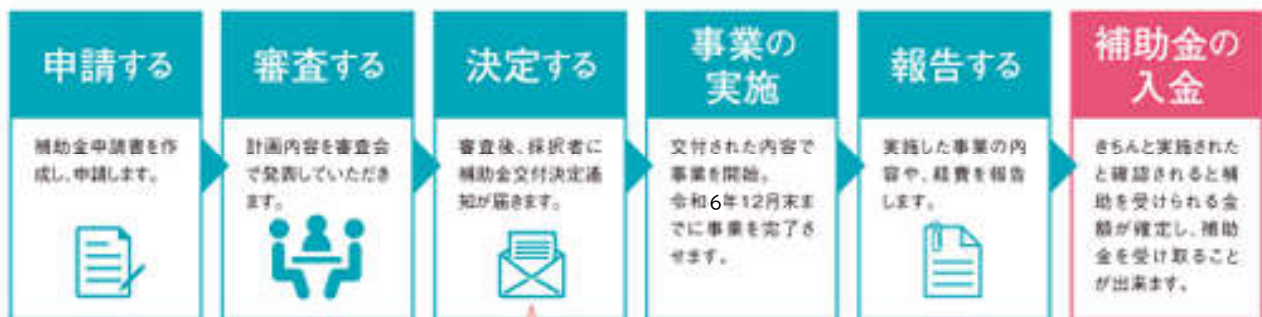 申請する
補助金申請書を作
成し、申請します。
審査する
計画内容を審査会
で発表していただき
ます。
決定する
審査後、採択者に
補助金交付決定通
知が届きます。
事業の
実施
交付された内容で
事業を開始。
令和6年12月末ま
でに事業を完了さ
せます。
報告する
実施した事業の内
容や、経費を報告
します。
補助金の
入金
きちんと実施された
と確認されると補
助を受けられる金
額が確定し、補助
金を受け取ること
が出来ます。